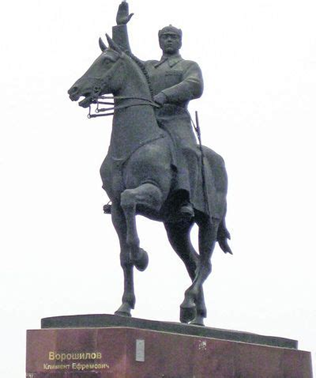 Ворошилов
Климент Ефремович